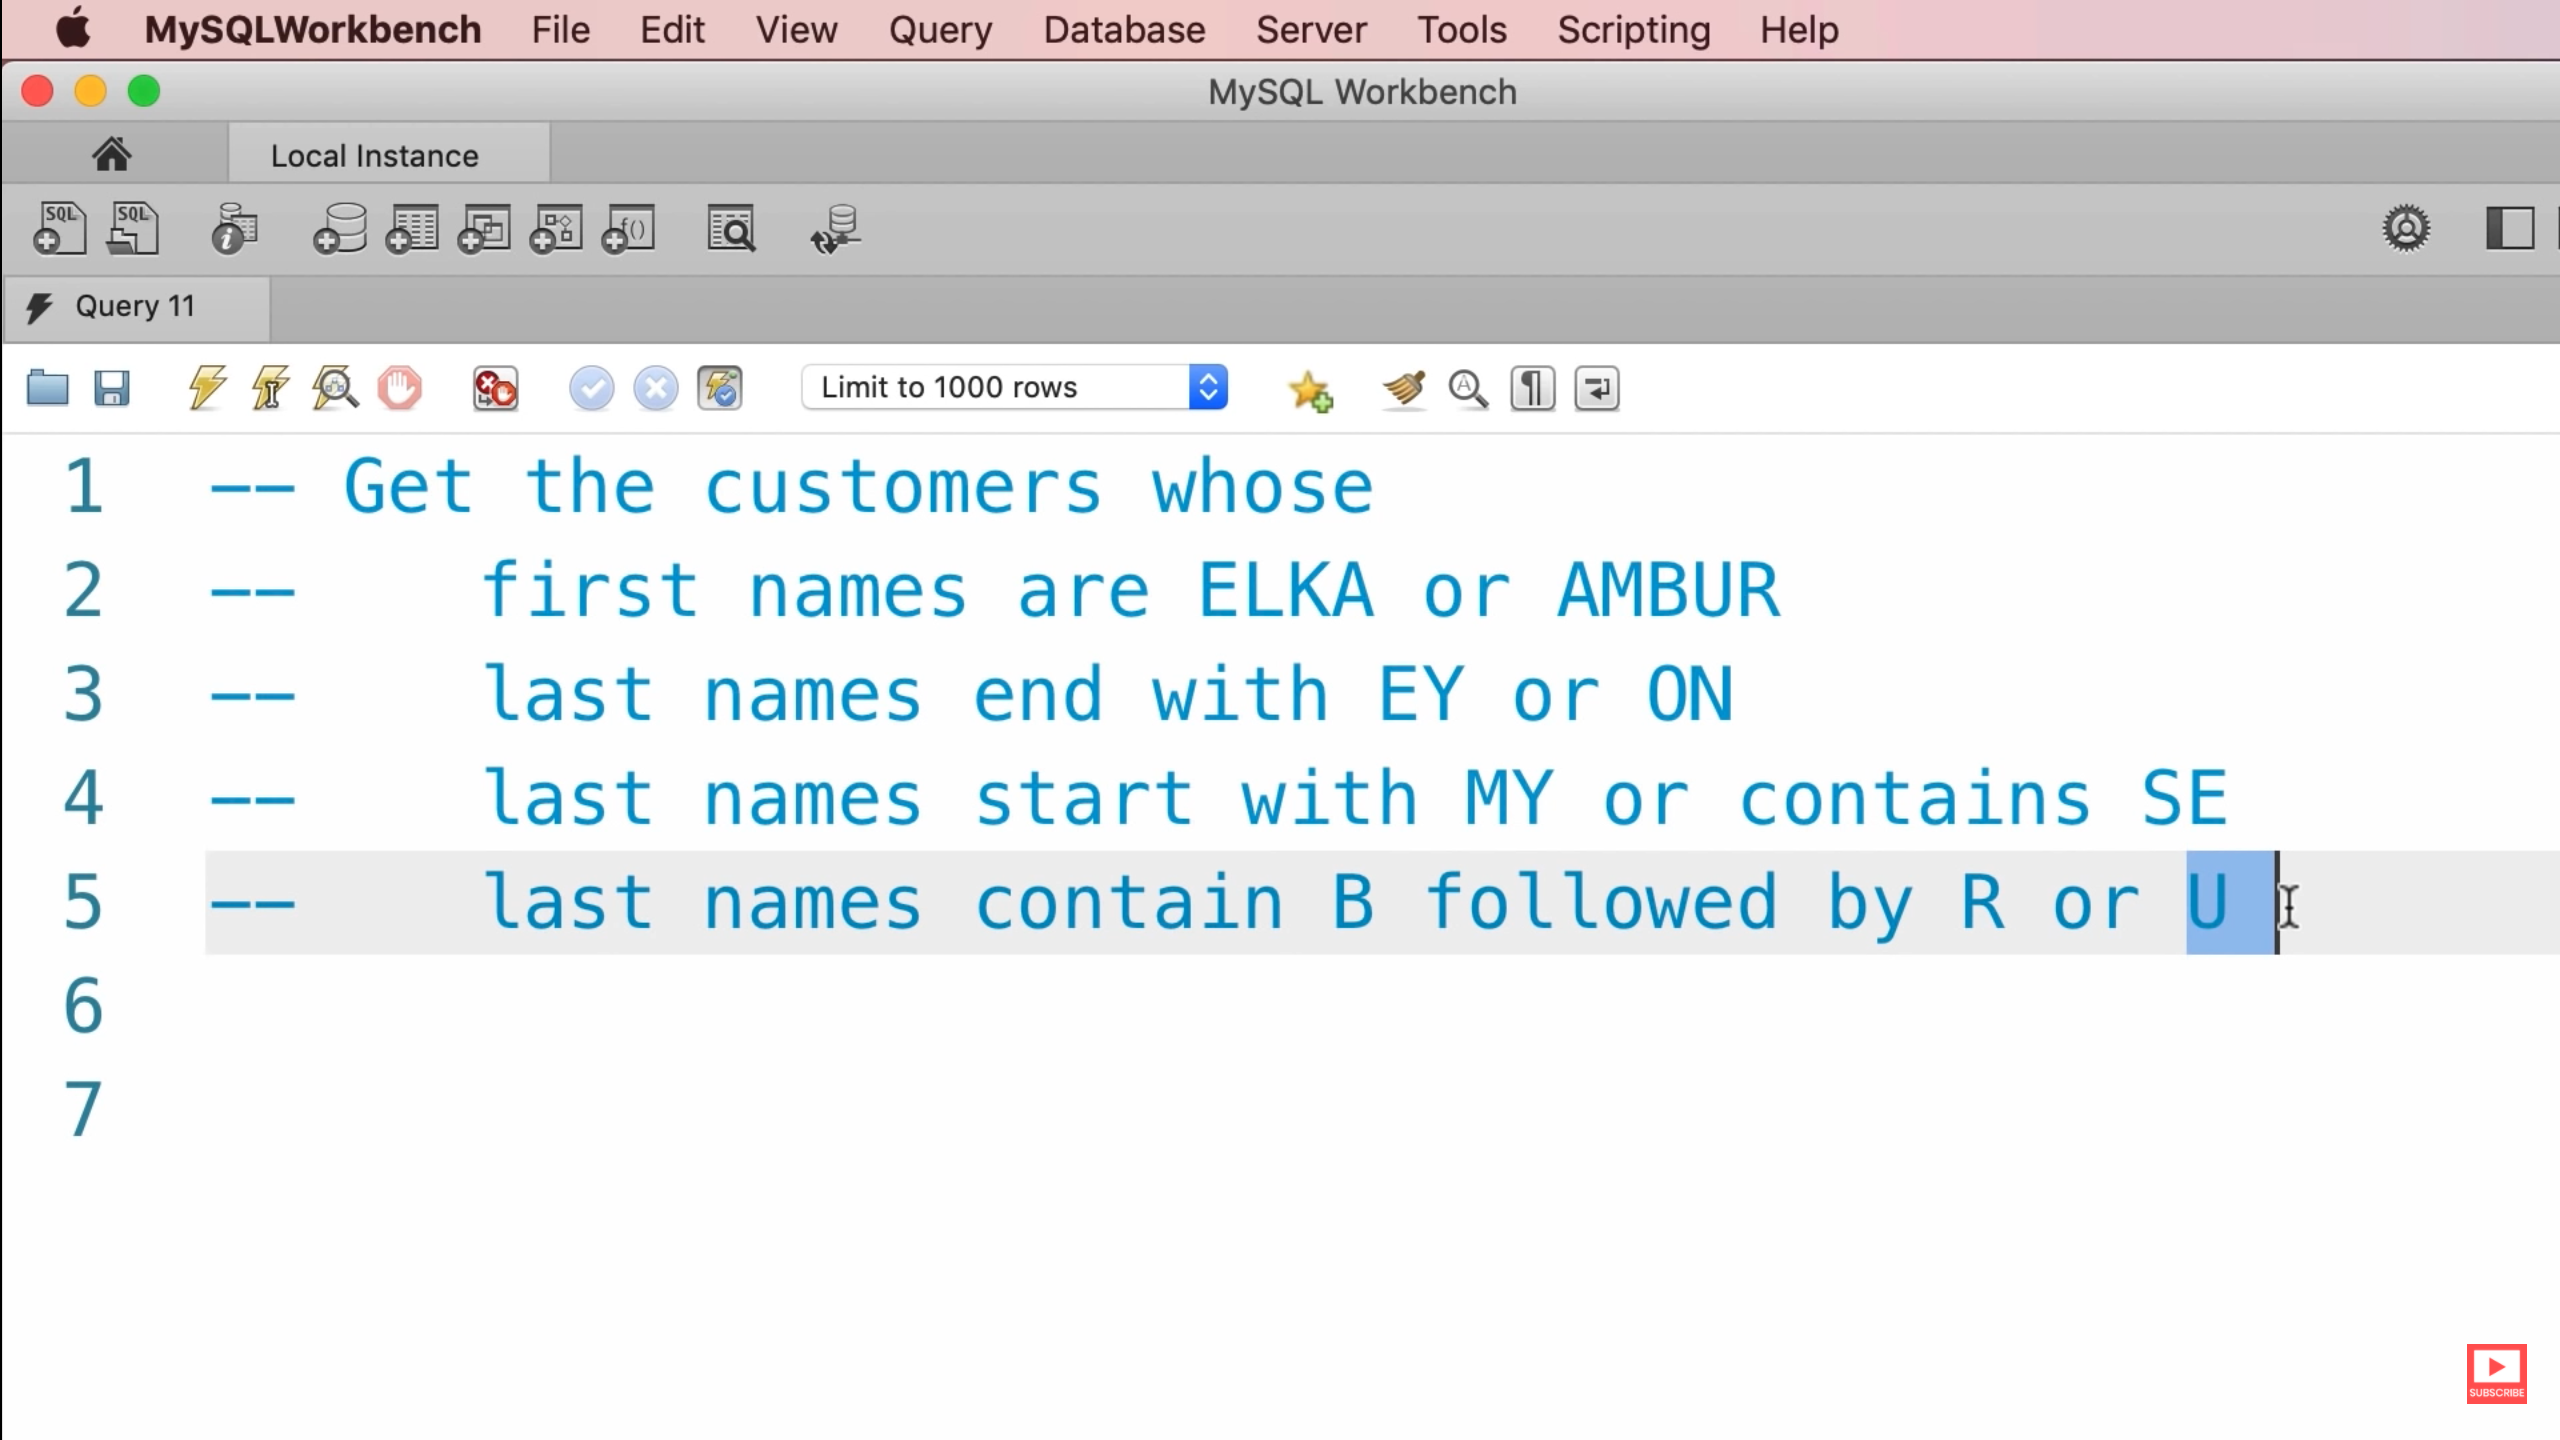 MySQLWorkbench File Edit View Query Database Server Tools Scripting Help
MySQL Workbench
Local Instance
SQL SQL i f()
Query 11
Limit to 1000 rows
1 -- Get the customers whose
2 -- first names are ELKA or AMBUR
3 -- last names end with EY or ON
4 -- last names start with MY or contains SE
5 -- last names contain B followed by R or U
6
7
SUBSCRIBE